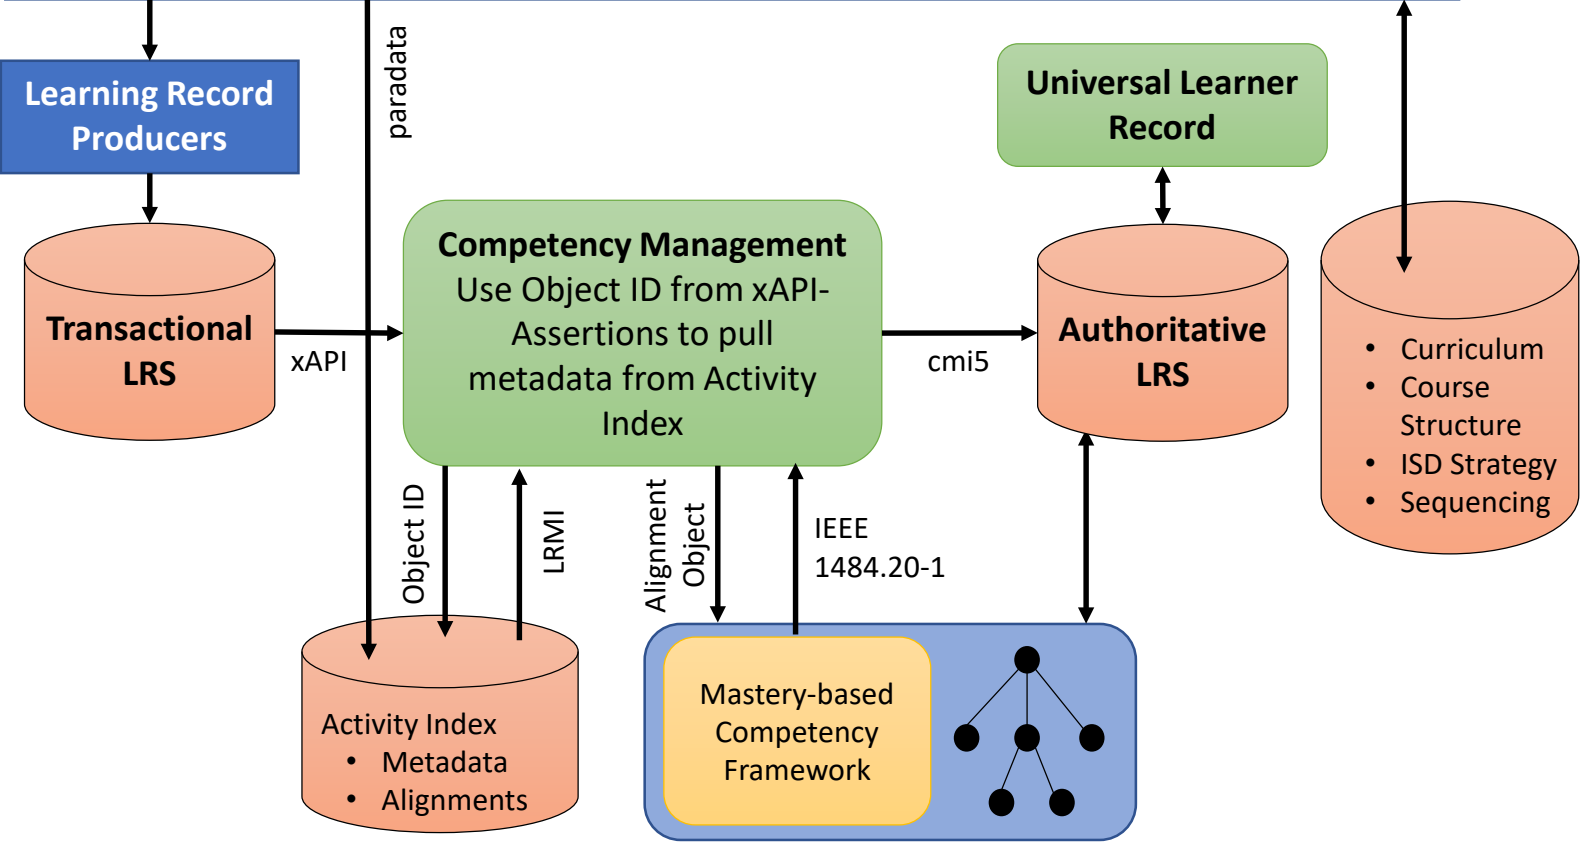 paradata
Learning Record
Producers
Universal Learner
Record
Transactional
LRS
xAPI
Competency Management
Use Object ID from xAPI-
Assertions to pull
metadata from Activity
Index
cmi5
Authoritative
LRS
• Curriculum
• Course
Structure
• ISD Strategy
• Sequencing
Object ID
LRMI
Alignment
Object
IEEE
1484.20-1
Activity Index
• Metadata
• Alignments
Mastery-based
Competency
Framework